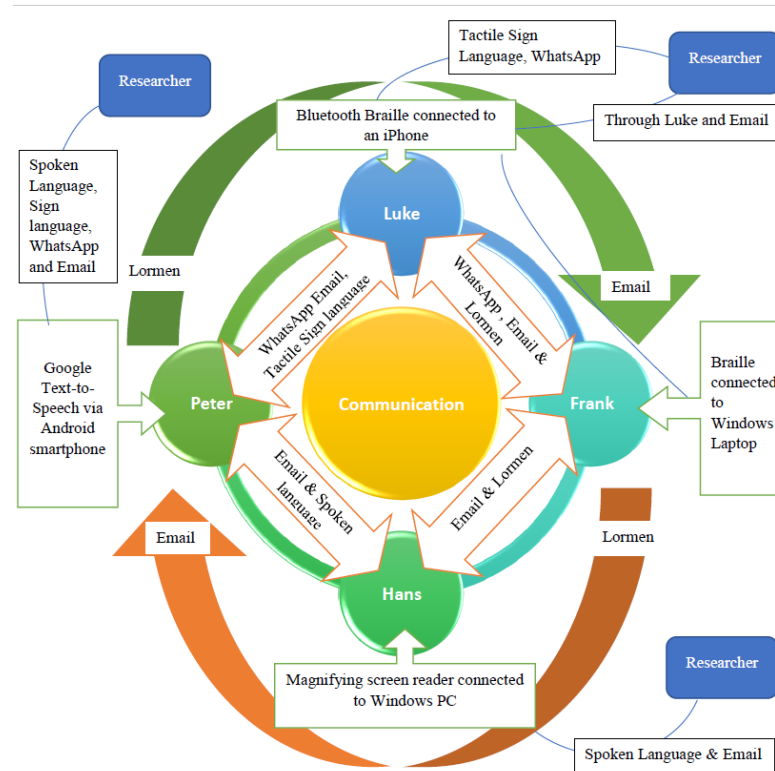 Tactile Sign
Language, WhatsApp
Researcher
Researcher
Bluetooth Braille connected to
an iPhone
Through Luke and Email
Spoken
Language,
Sign
language,
WhatsApp
and Email
Luke
Lormen
Email
WhatsApp Email,
Tactile Sign language
WhatsApp , Email &
Lormen
Google
Text-to-
Speech via
Android
smartphone
Peter
Communication
Frank
Braille
connected
to
Windows
Laptop
Email & Spoken
language
Email & Lormen
Email
Lormen
Hans
Magnifying screen reader connected
to Windows PC
Researcher
Spoken Language & Email